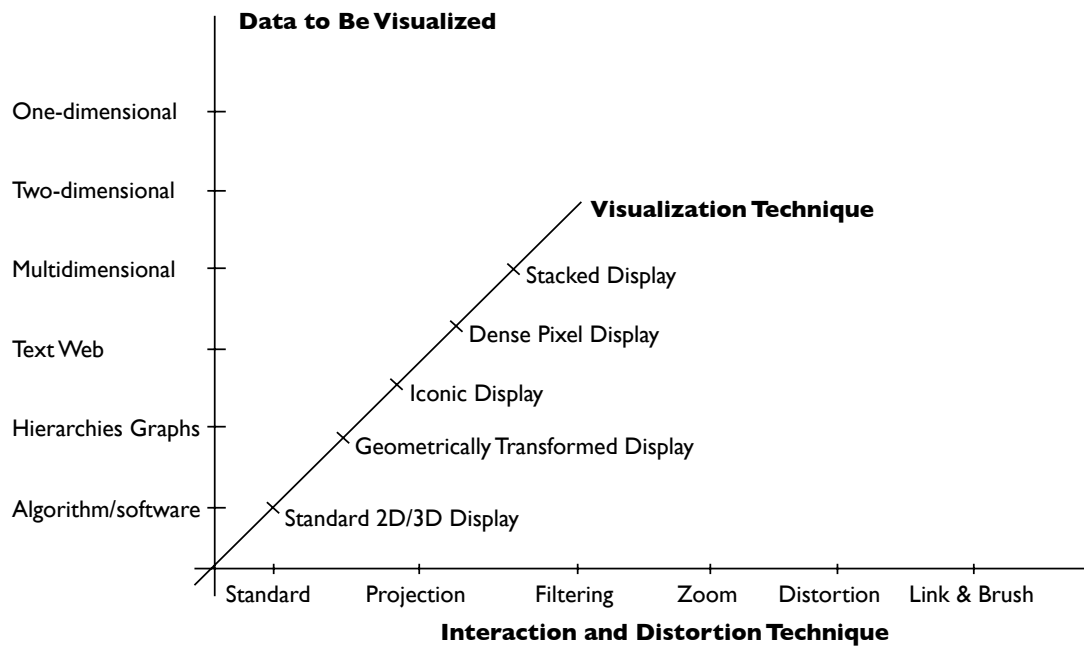 Data to Be Visualized
One-dimensional
Two-dimensional
Visualization Technique
Multidimensional
Stacked Display
Dense Pixel Display
Text Web
Iconic Display
Hierarchies Graphs
Geometrically Transformed Display
Algorithm/software
Standard 2D/3D Display
Standard
Projection
Filtering
Zoom
Distortion
Link & Brush
Interaction and Distortion Technique